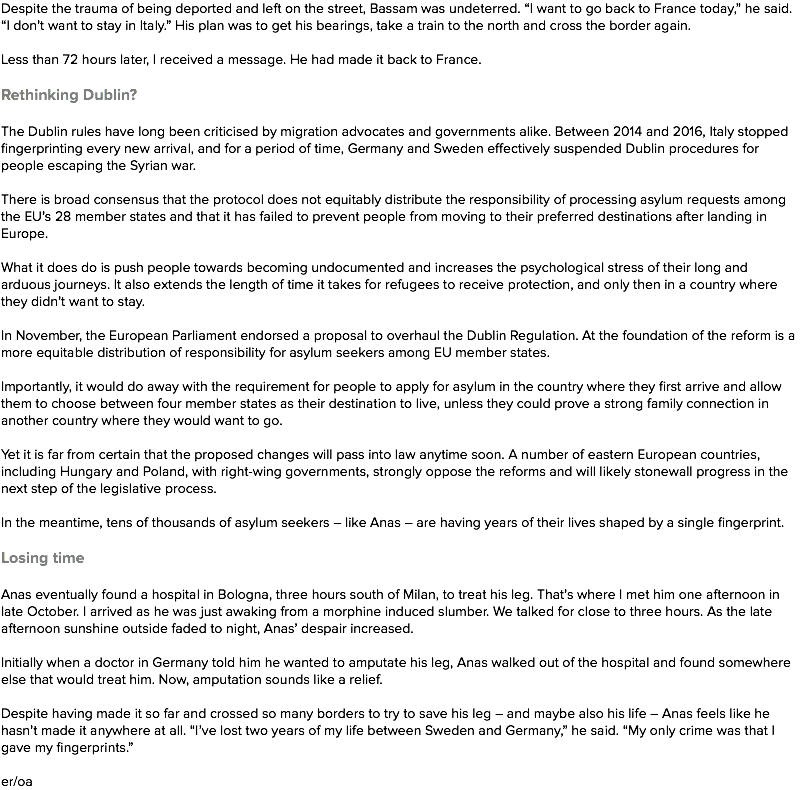 Despite the trauma of being deported and left on the street, Bassam was undeterred. “I want to go back to France today,” he said.
“I don’t want to stay in Italy.” His plan was to get his bearings, take a train to the north and cross the border again.
Less than 72 hours later, I received a message. He had made it back to France.
Rethinking Dublin?
The Dublin rules have long been criticised by migration advocates and governments alike. Between 2014 and 2016, Italy stopped
fingerprinting every new arrival, and for a period of time, Germany and Sweden effectively suspended Dublin procedures for
people escaping the Syrian war.
There is broad consensus that the protocol does not equitably distribute the responsibility of processing asylum requests among
the EU’s 28 member states and that it has failed to prevent people from moving to their preferred destinations after landing in
Europe.
What it does do is push people towards becoming undocumented and increases the psychological stress of their long and
arduous journeys. It also extends the length of time it takes for refugees to receive protection, and only then in a country where
they didn’t want to stay.
In November, the European Parliament endorsed a proposal to overhaul the Dublin Regulation. At the foundation of the reform is a
more equitable distribution of responsibility for asylum seekers among EU member states.
Importantly, it would do away with the requirement for people to apply for asylum in the country where they first arrive and allow
them to choose between four member states as their destination to live, unless they could prove a strong family connection in
another country where they would want to go.
Yet it is far from certain that the proposed changes will pass into law anytime soon. A number of eastern European countries,
including Hungary and Poland, with right-wing governments, strongly oppose the reforms and will likely stonewall progress in the
next step of the legislative process.
In the meantime, tens of thousands of asylum seekers – like Anas – are having years of their lives shaped by a single fingerprint.
Losing time
Anas eventually found a hospital in Bologna, three hours south of Milan, to treat his leg. That’s where I met him one afternoon in
late October. I arrived as he was just awaking from a morphine induced slumber. We talked for close to three hours. As the late
afternoon sunshine outside faded to night, Anas’ despair increased.
Initially when a doctor in Germany told him he wanted to amputate his leg, Anas walked out of the hospital and found somewhere
else that would treat him. Now, amputation sounds like a relief.
Despite having made it so far and crossed so many borders to try to save his leg – and maybe also his life – Anas feels like he
hasn’t made it anywhere at all. “I’ve lost two years of my life between Sweden and Germany,” he said. “My only crime was that I
gave my fingerprints.”
er/oa